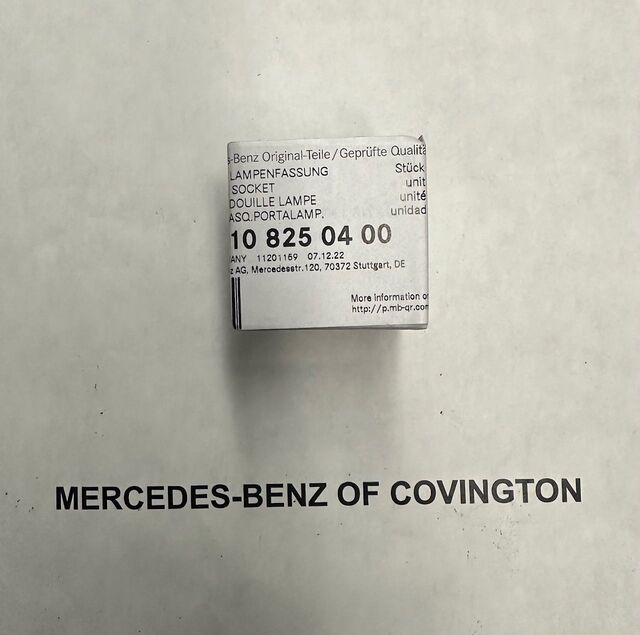 s-Benz Original-Teile / Geprüfte Qualitä
LAMPENFASSUNG Stück
SOCKET unit
DOUILLE LAMPE unité
ASQ.PORTALAMP. unidad
10 825 04 00
ANY 11201169 07.12.22
z AG, Mercedesstr.120, 70372 Stuttgart, DE
More information o
http://p.mb-qr.com
MERCEDES-BENZ OF COVINGTON